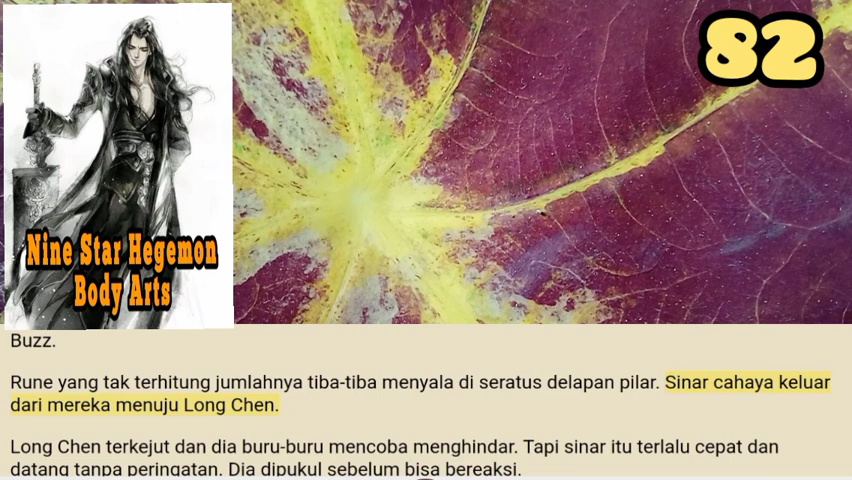 82
Nine Star Hegemon
Body Arts
Buzz.
Rune yang tak terhitung jumlahnya tiba-tiba menyala di seratus delapan pilar. Sinar cahaya keluar
dari mereka menuju Long Chen.
Long Chen terkejut dan dia buru-buru mencoba menghindar. Tapi sinar itu terlalu cepat dan
datang tanpa peringatan. Dia dipukul sebelum bisa bereaksi.